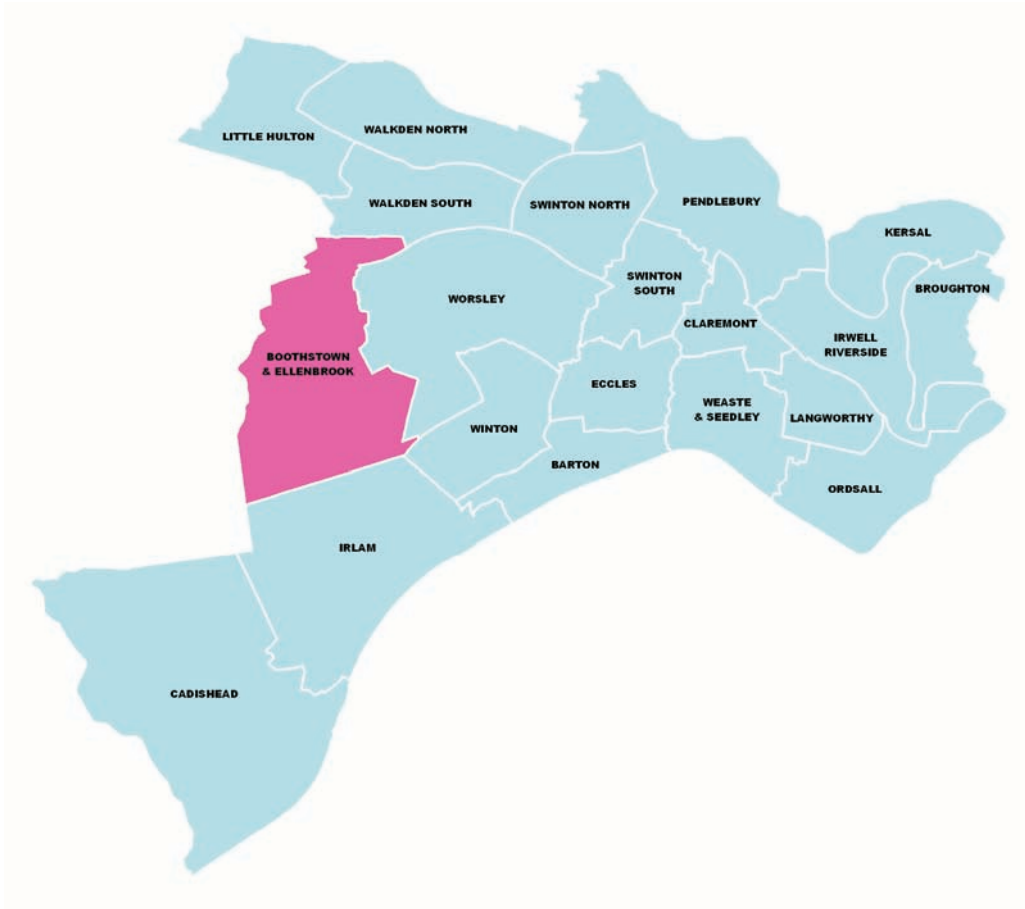 WALKDEN NORTH
LITTLE HULTON
WALKDEN SOUTH
SWINTON NORTH
PENDLEBURY
KERSAL
SWINTON
SOUTH
BROUGHTON
WORSLEY
CLAREMONT
IRWELL
RIVERSIDE
BOOTHSTOWN
& ELLENBROOK
ECCLES
WEASTE
& SEEDLEY
LANGWORTHY
WINTON
BARTON
ORDSALL
IRLAM
CADISHEAD